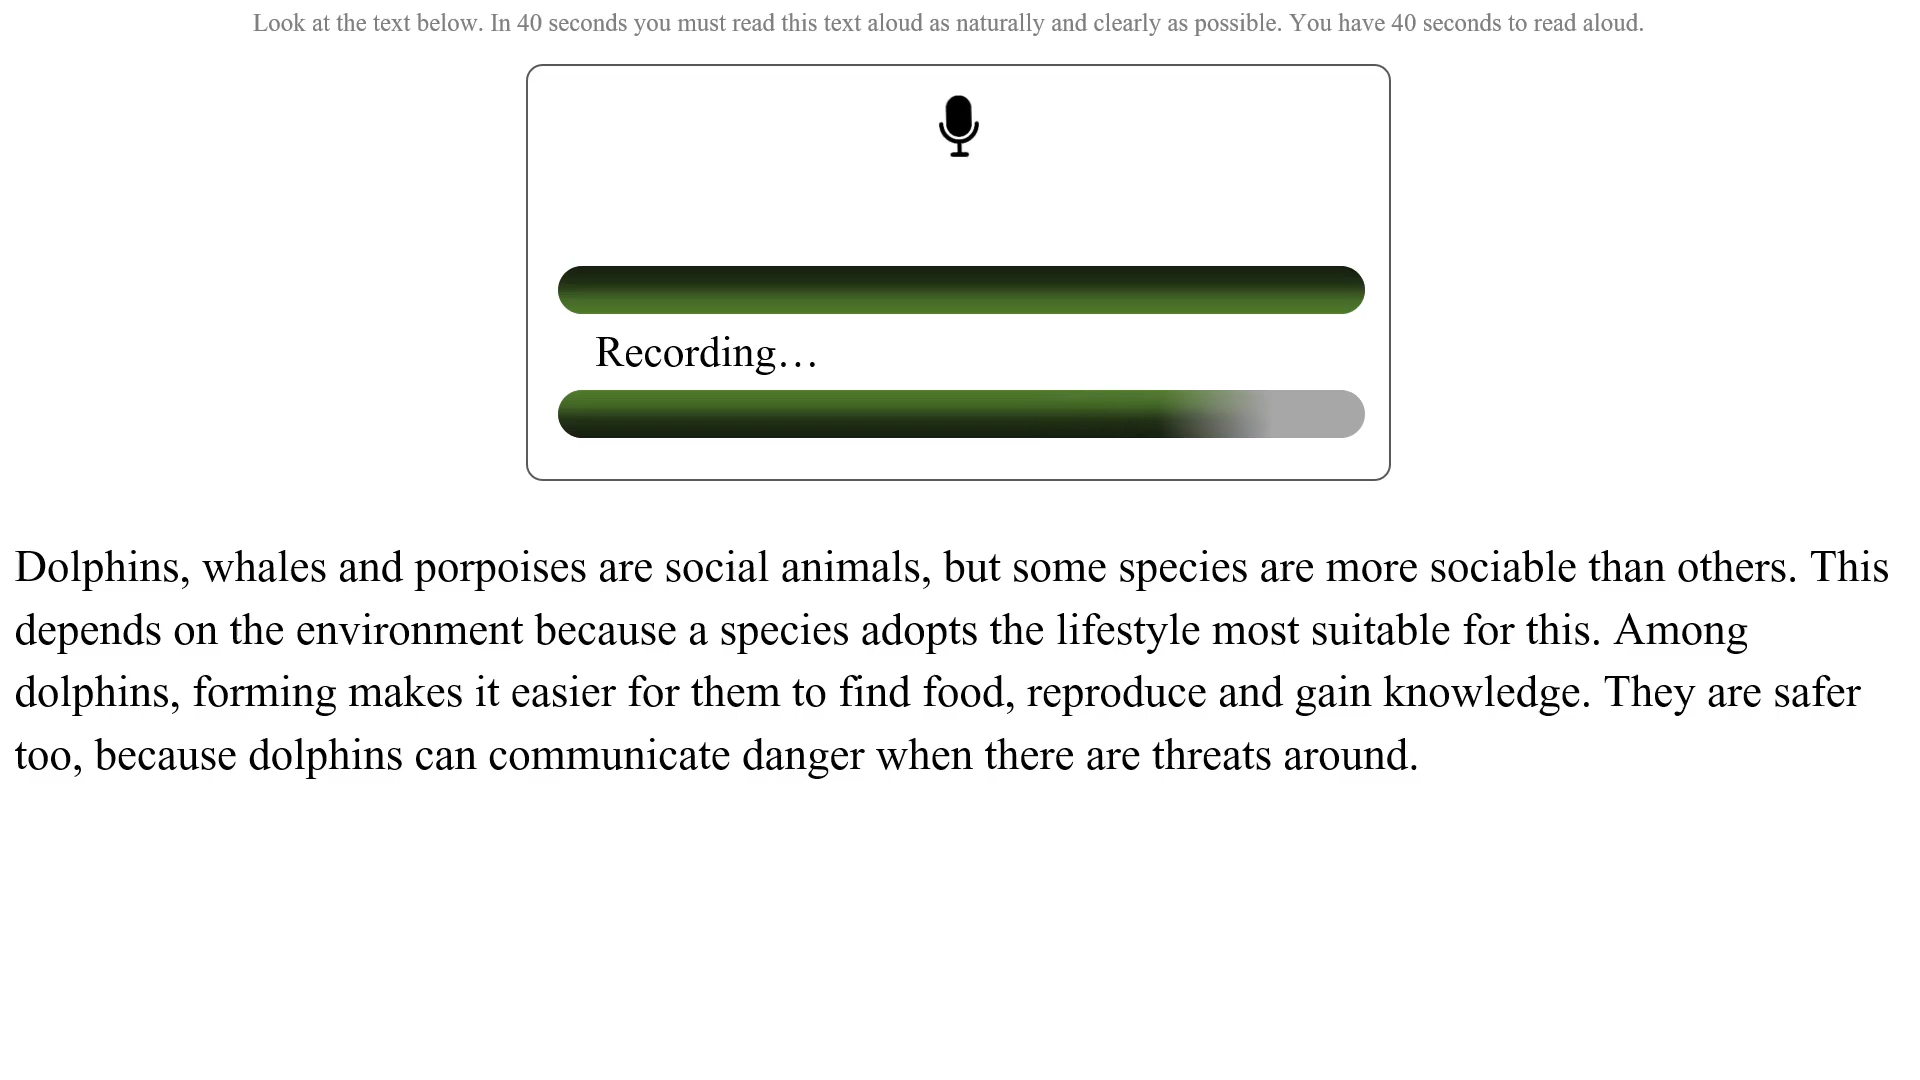 Look at the text below. In 40 seconds you must read this text aloud as naturally and clearly as possible. You have 40 seconds to read aloud.
Recording...
Dolphins, whales and porpoises are social animals, but some species are more sociable than others. This
depends on the environment because a species adopts the lifestyle most suitable for this. Among
dolphins, forming makes it easier for them to find food, reproduce and gain knowledge. They are safer
too, because dolphins can communicate danger when there are threats around.